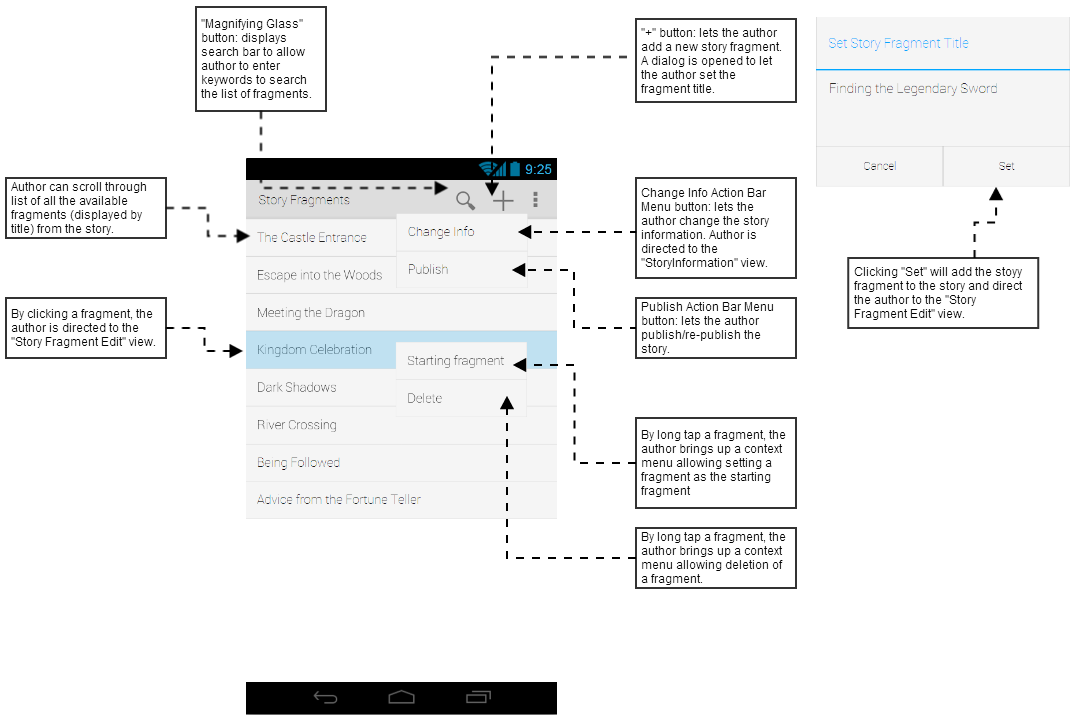 "Magnifying Glass"
button: displays
search bar to allow
author to enter
keywords to search
the list of fragments.
"+" button: lets the author
add a new story fragment.
A dialog is opened to let
the author set the
fragment title.
Set Story Fragment Title
Finding the Legendary Sword
Cancel
Set
Author can scroll through
list of all the available
fragments (displayed by
title) from the story.
By clicking a fragment, the
author is directed to the
"Story Fragment Edit" view.
9:25
Story Fragments
Change Info
Publish
The Castle Entrance
Escape into the Woods
Meeting the Dragon
Kingdom Celebration
Starting fragment
Delete
Dark Shadows
River Crossing
Being Followed
Advice from the Fortune Teller
Change Info Action Bar
Menu button: lets the
author change the story
information. Author is
directed to the
"StoryInformation" view.
Publish Action Bar Menu
button: lets the author
publish/re-publish the
story.
Clicking "Set" will add the stoyy
fragment to the story and direct
the author to the "Story
Fragment Edit" view.
By long tap a fragment, the
author brings up a context
menu allowing setting a
fragment as the starting
fragment
By long tap a fragment, the
author brings up a context
menu allowing deletion of
a fragment.